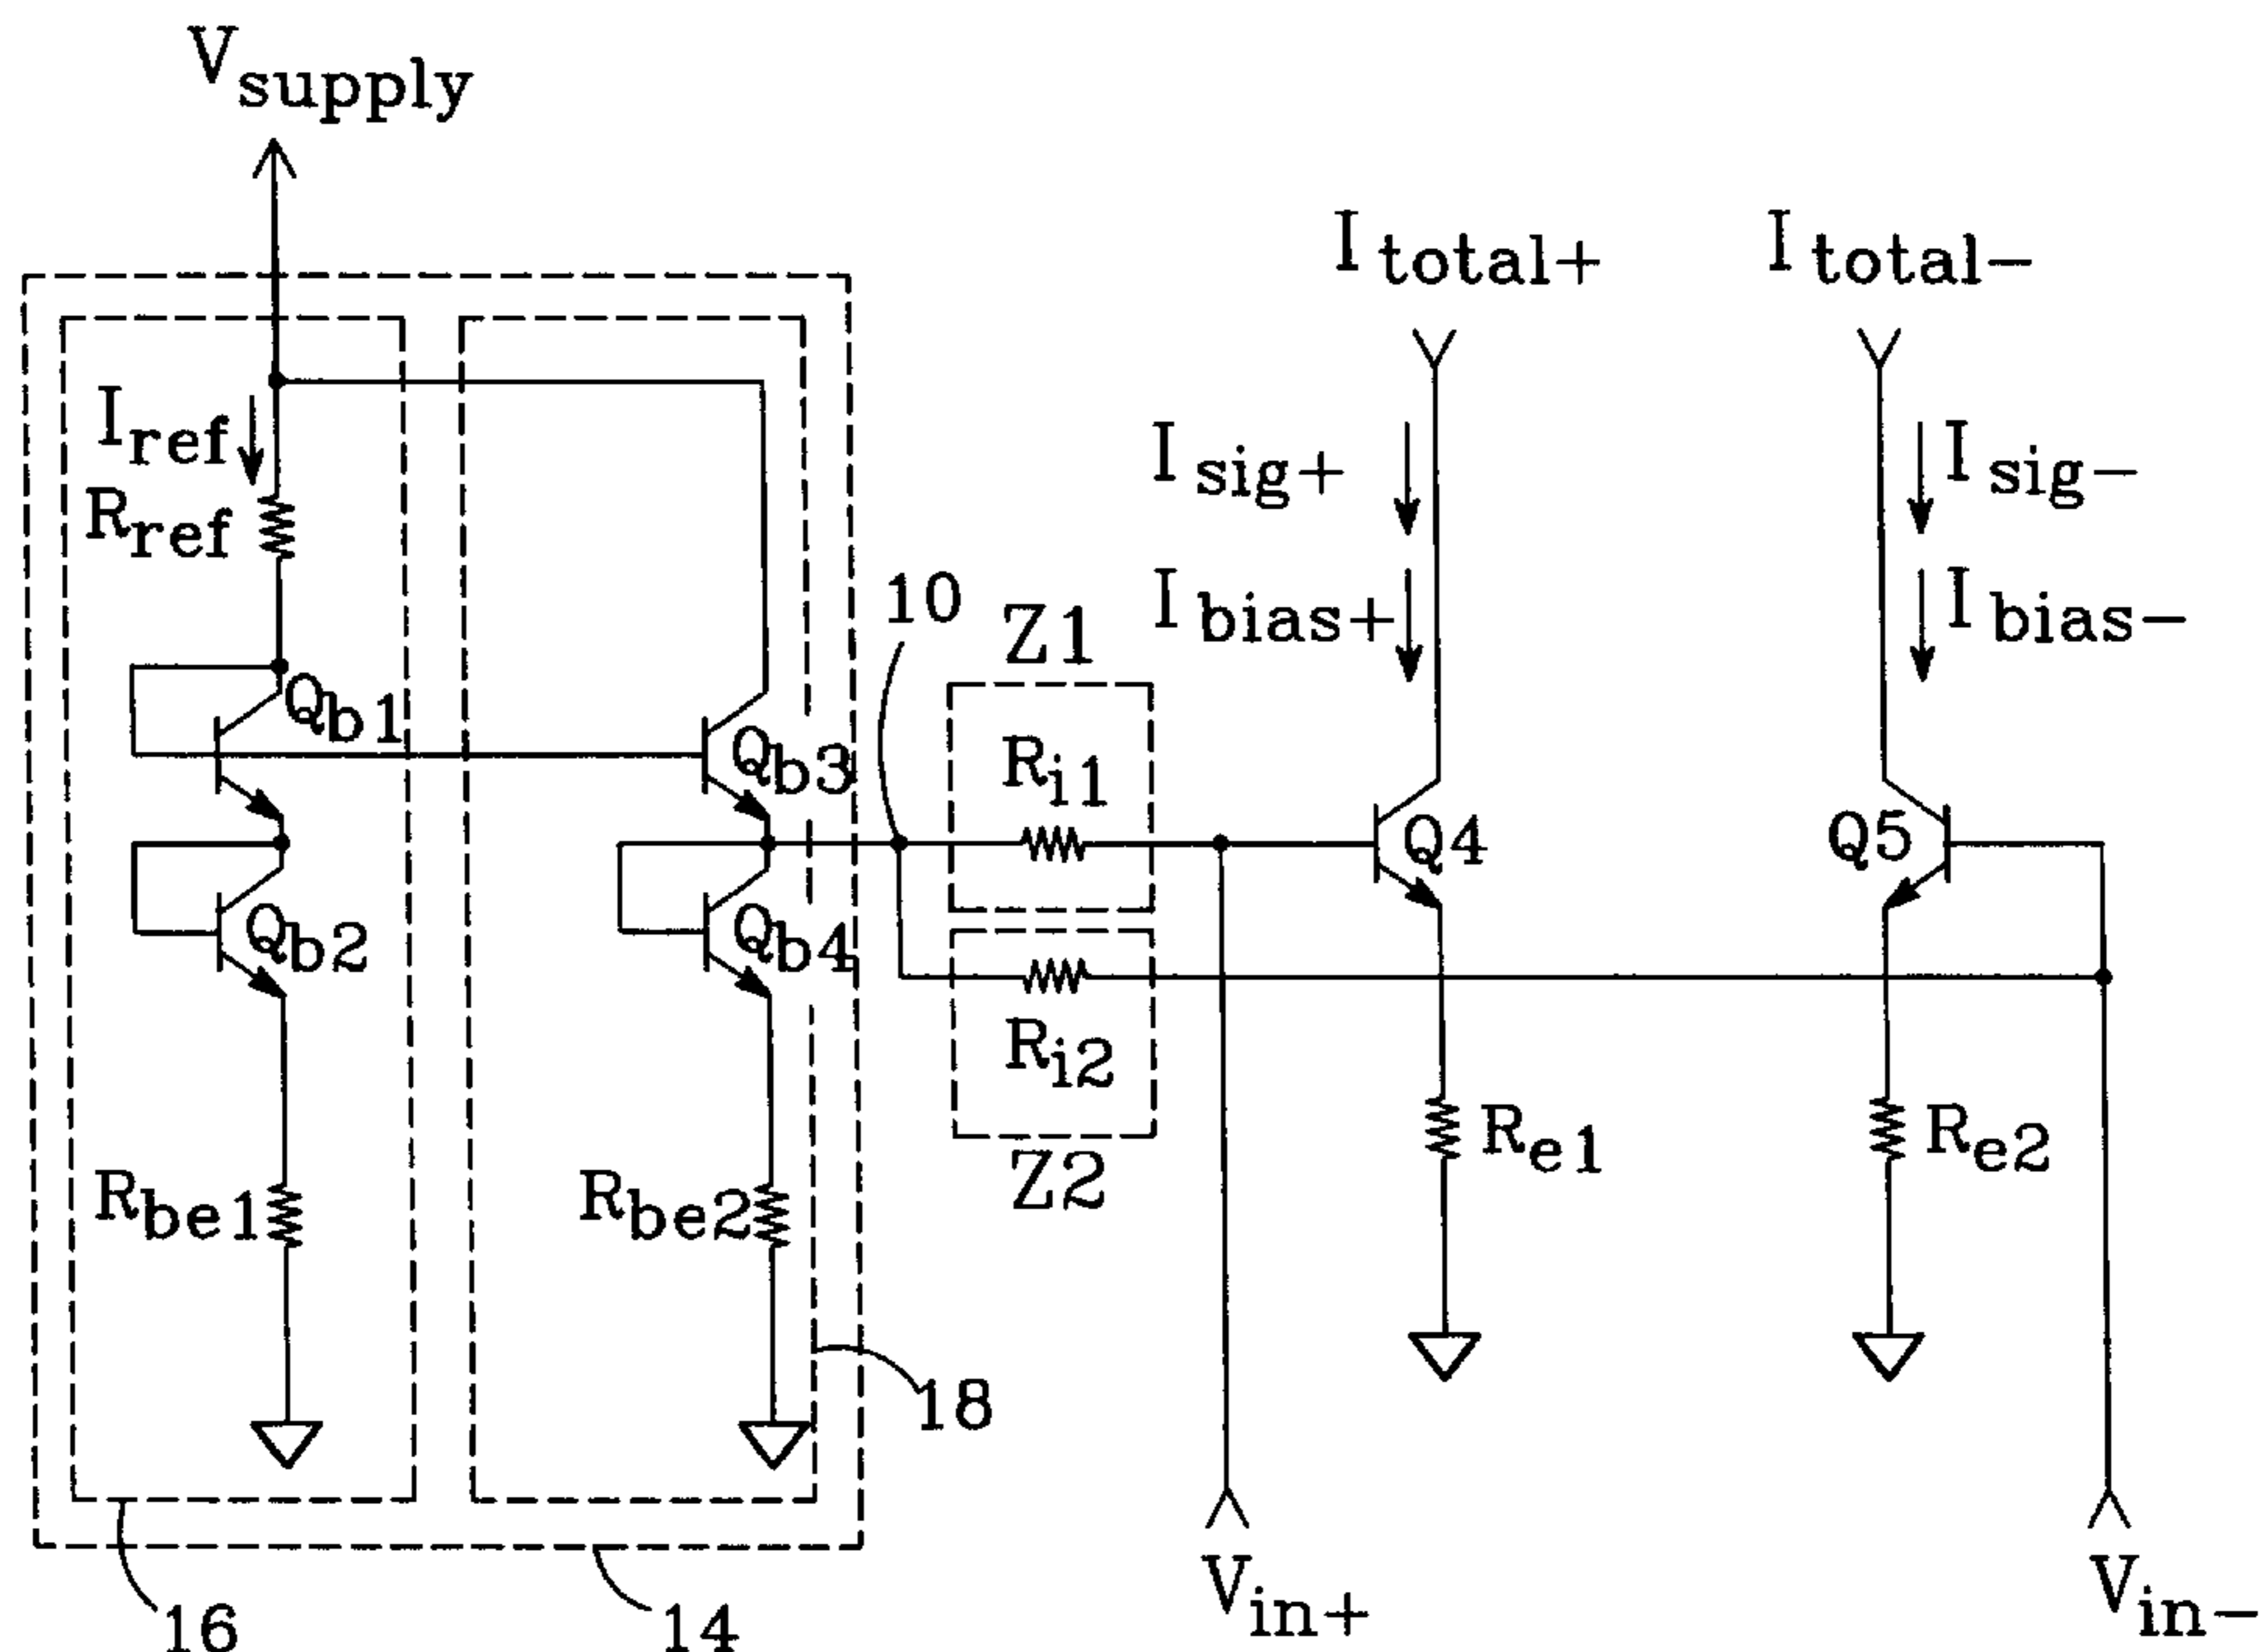 Vsupply
Itotal+
Itotal-
Iref
Rref
Isig+
Isig-
10
Z1
Ibias+
Ibias-
Qb1
Qb3
Ri1
Q4
Q5
Qb2
Qb4
Ri2
Re1
Re2
Z2
Rbe1
Rbe2
18
16
14
Vin+
Vin-